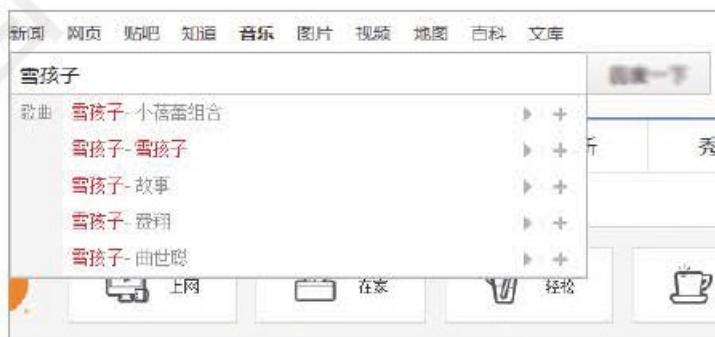 新闻 网页 贴吧 知道 音乐 图片 视频 地图 百科 文库
雪孩子
歌曲 雪孩子-小蓓蕾组合
雪孩子-雪孩子
雪孩子-故事
雪孩子-费翔
雪孩子-曲世聪
秀
上网 在家 轻松